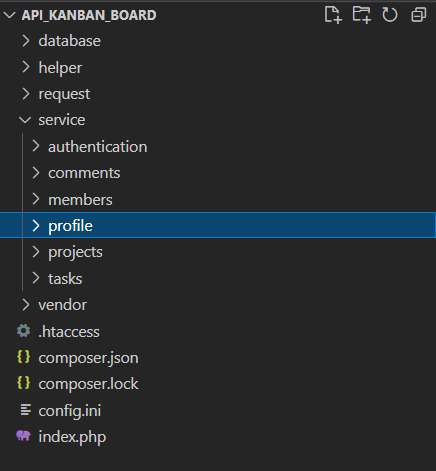 API_KANBAN_BOARD
database
helper
request
service
authentication
comments
members
profile
projects
tasks
vendor
.htaccess
{} composer.json
{} composer.lock
config.ini
index.php